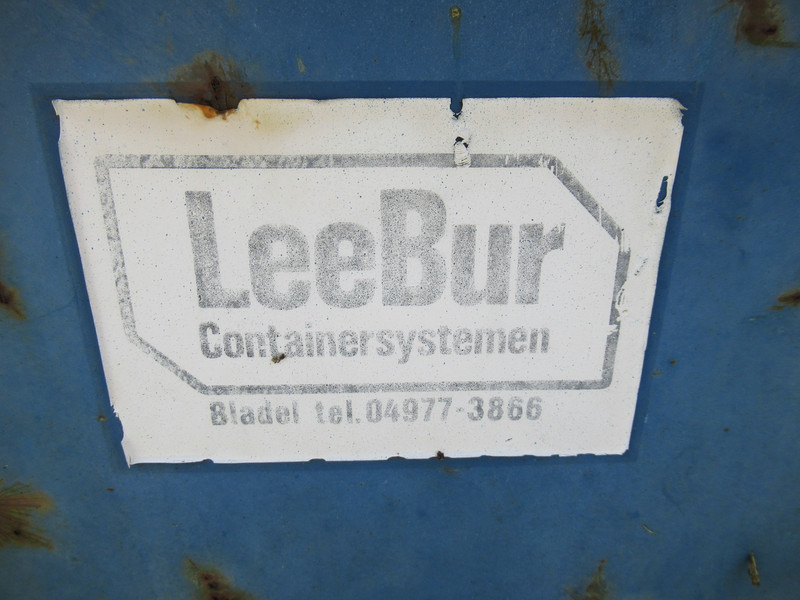 LeeBur
Containersystemen
Bladel tel. 04977-3866